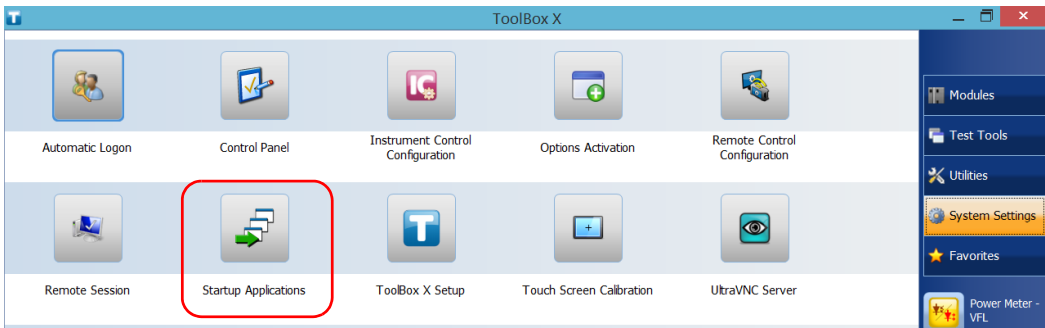 T
ToolBox X
IC
Automatic Logon
Control Panel
Instrument Control
Configuration
Options Activation
Remote Control
Configuration
T
Remote Session
Startup Applications
ToolBox X Setup
Touch Screen Calibration
UltraVNC Server
Modules
Test Tools
Utilities
System Settings
Favorites
Power Meter -
VFL